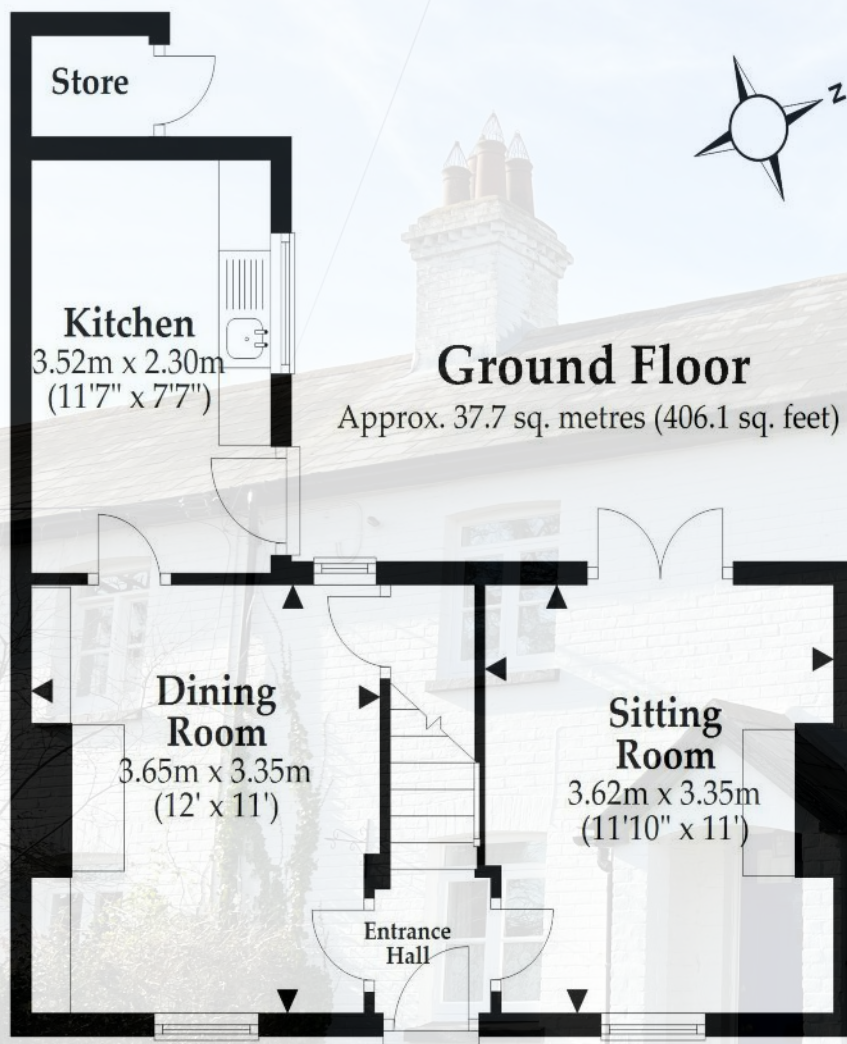 Store
N
Kitchen
3.52m x 2.30m
(11'7" x 7'7")
Ground Floor
Approx. 37.7 sq. metres (406.1 sq. feet)
Dining
Room
3.65m x 3.35m
(12' x 11')
Sitting
Room
3.62m x 3.35m
(11'10" x 11')
Entrance
Hall